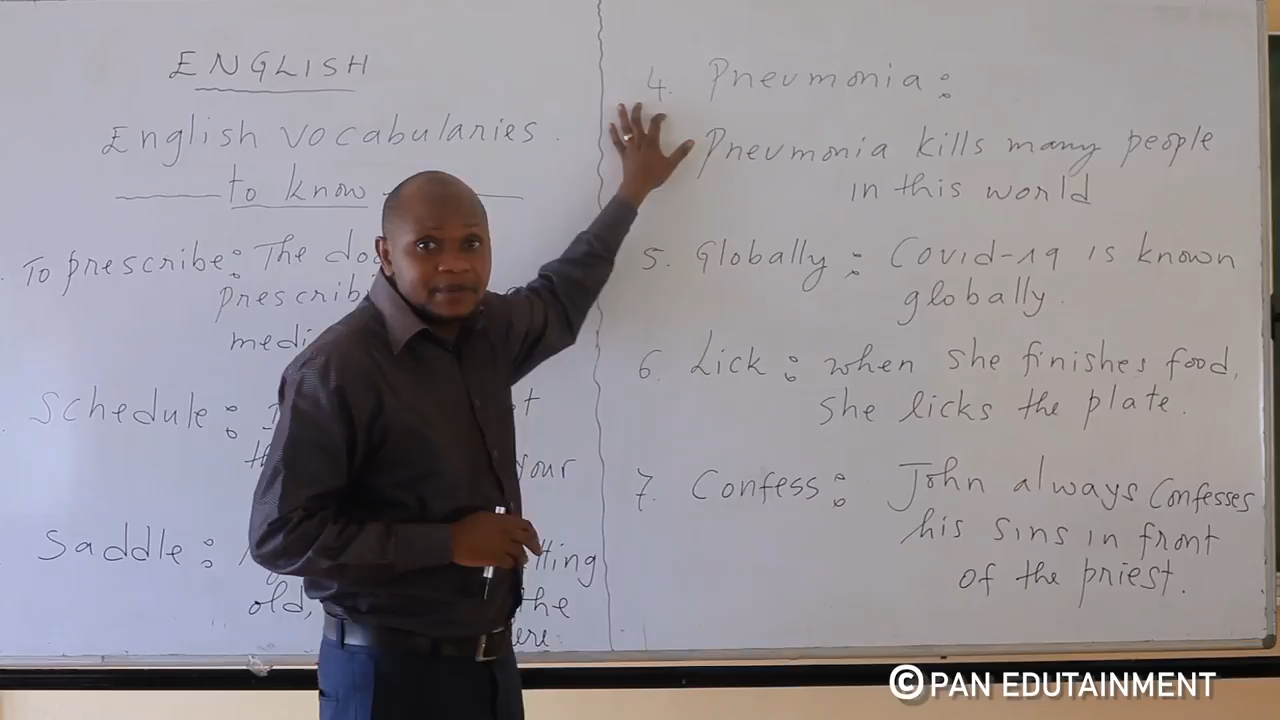 ENGLISH
English vocabularies.
to know
To prescribe: The
prescrib
medi
Schedule:
your
Saddle:
old, the
4. Pneumonia:
Pneumonia kills many people
in this world
5. Globally: Covid-19 is known
globally.
6. Lick: when she finishes food,
she licks the plate.
7. Confess: John always confesses
his sins in front
of the priest.
© PAN EDUTAINMENT